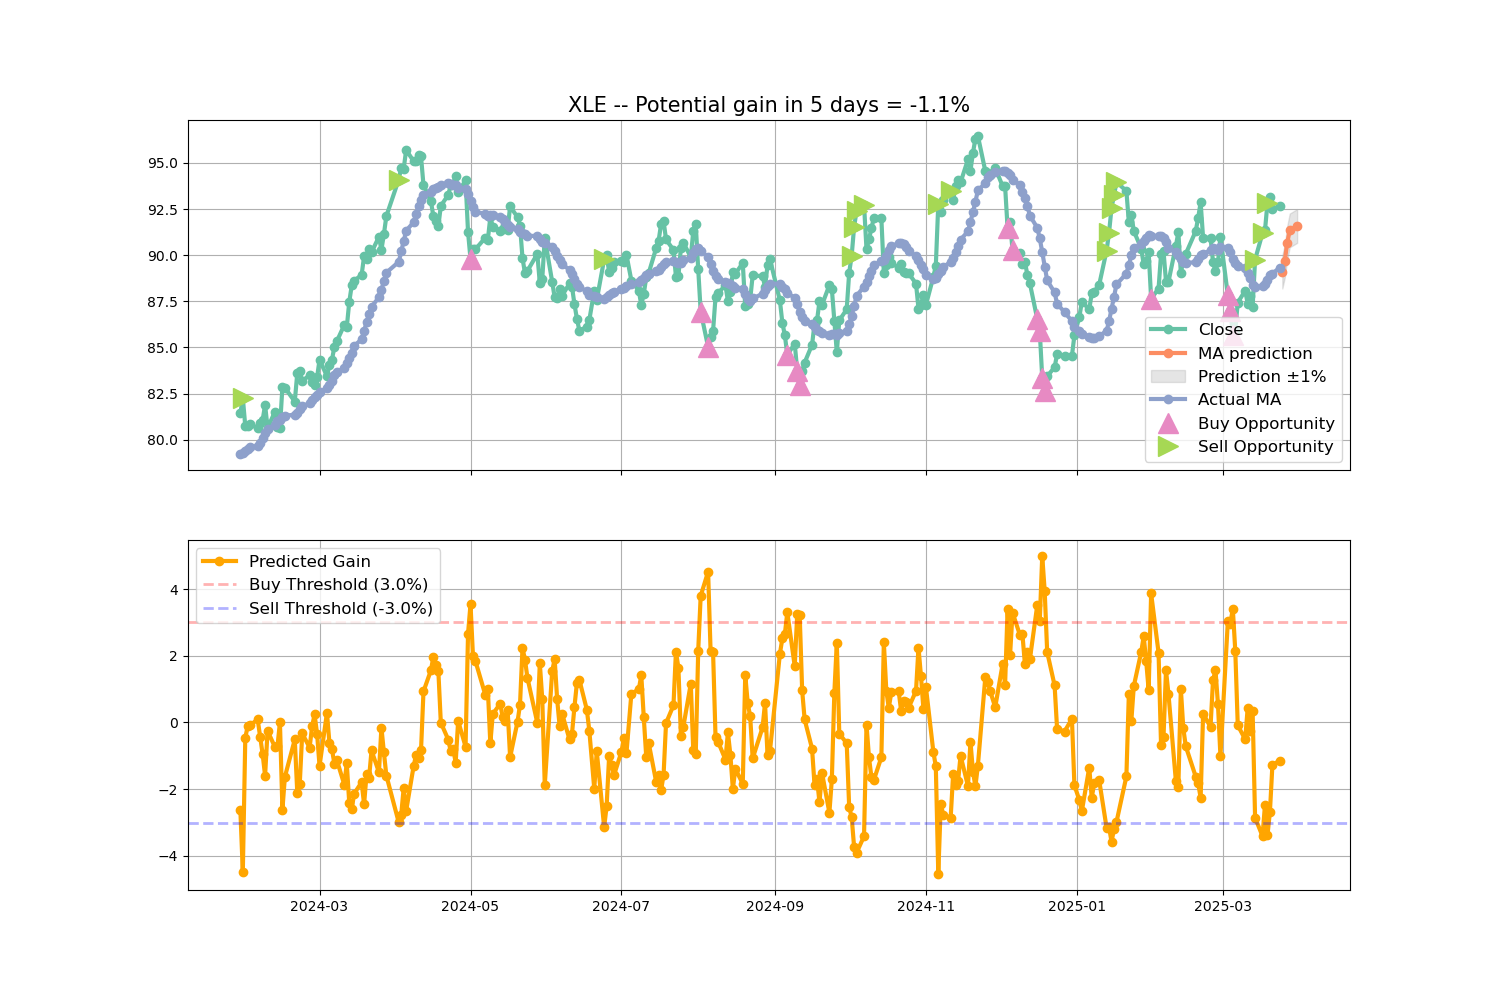 XLE -- Potential gain in 5 days = -1.1%
95.0
92.5
90.0
87.5
85.0
82.5
80.0
Close
MA prediction
Prediction ±1%
Actual MA
Buy Opportunity
Sell Opportunity
Predicted Gain
Buy Threshold (3.0%)
Sell Threshold (-3.0%)
4
2
0
−2
−4
2024-03 2024-05 2024-07 2024-09 2024-11 2025-01 2025-03